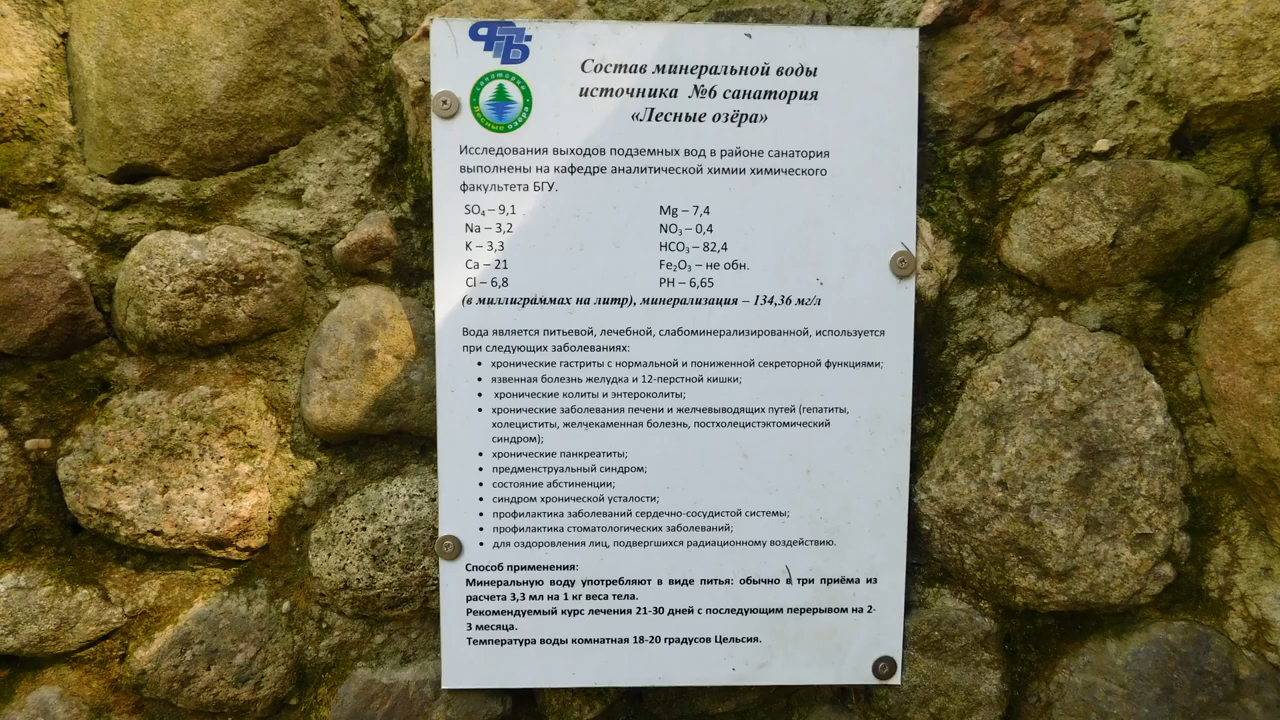 ФПБ
санаторий
Лесные озёра
Состав минеральной воды
источника №6 санатория
«Лесные озёра»
Исследования выходов подземных вод в районе санатория
выполнены на кафедре аналитической химии химического
факультета БГУ.
SO₄ – 9,1 Mg – 7,4
Na – 3,2 NO₃ – 0,4
K – 3,3 HCO₃ – 82,4
Ca – 21 Fe₂O₃ – не обн.
Cl – 6,8 PH – 6,65
(в миллиграммах на литр), минерализация – 134,36 мг/л
Вода является питьевой, лечебной, слабоминерализированной, используется
при следующих заболеваниях:
• хронические гастриты с нормальной и пониженной секреторной функциями;
• язвенная болезнь желудка и 12-перстной кишки;
• хронические колиты и энтероколиты;
• хронические заболевания печени и желчевыводящих путей (гепатиты,
холециститы, желчекаменная болезнь, постхолецистэктомический
синдром);
• хронические панкреатиты;
• предменструальный синдром;
• состояние абстиненции;
• синдром хронической усталости;
• профилактика заболеваний сердечно-сосудистой системы;
• профилактика стоматологических заболеваний;
• для оздоровления лиц, подвергшихся радиационному воздействию.
Способ применения:
Минеральную воду употребляют в виде питья: обычно в три приёма из
расчета 3,3 мл на 1 кг веса тела.
Рекомендуемый курс лечения 21-30 дней с последующим перерывом на 2-
3 месяца.
Температура воды комнатная 18-20 градусов Цельсия.